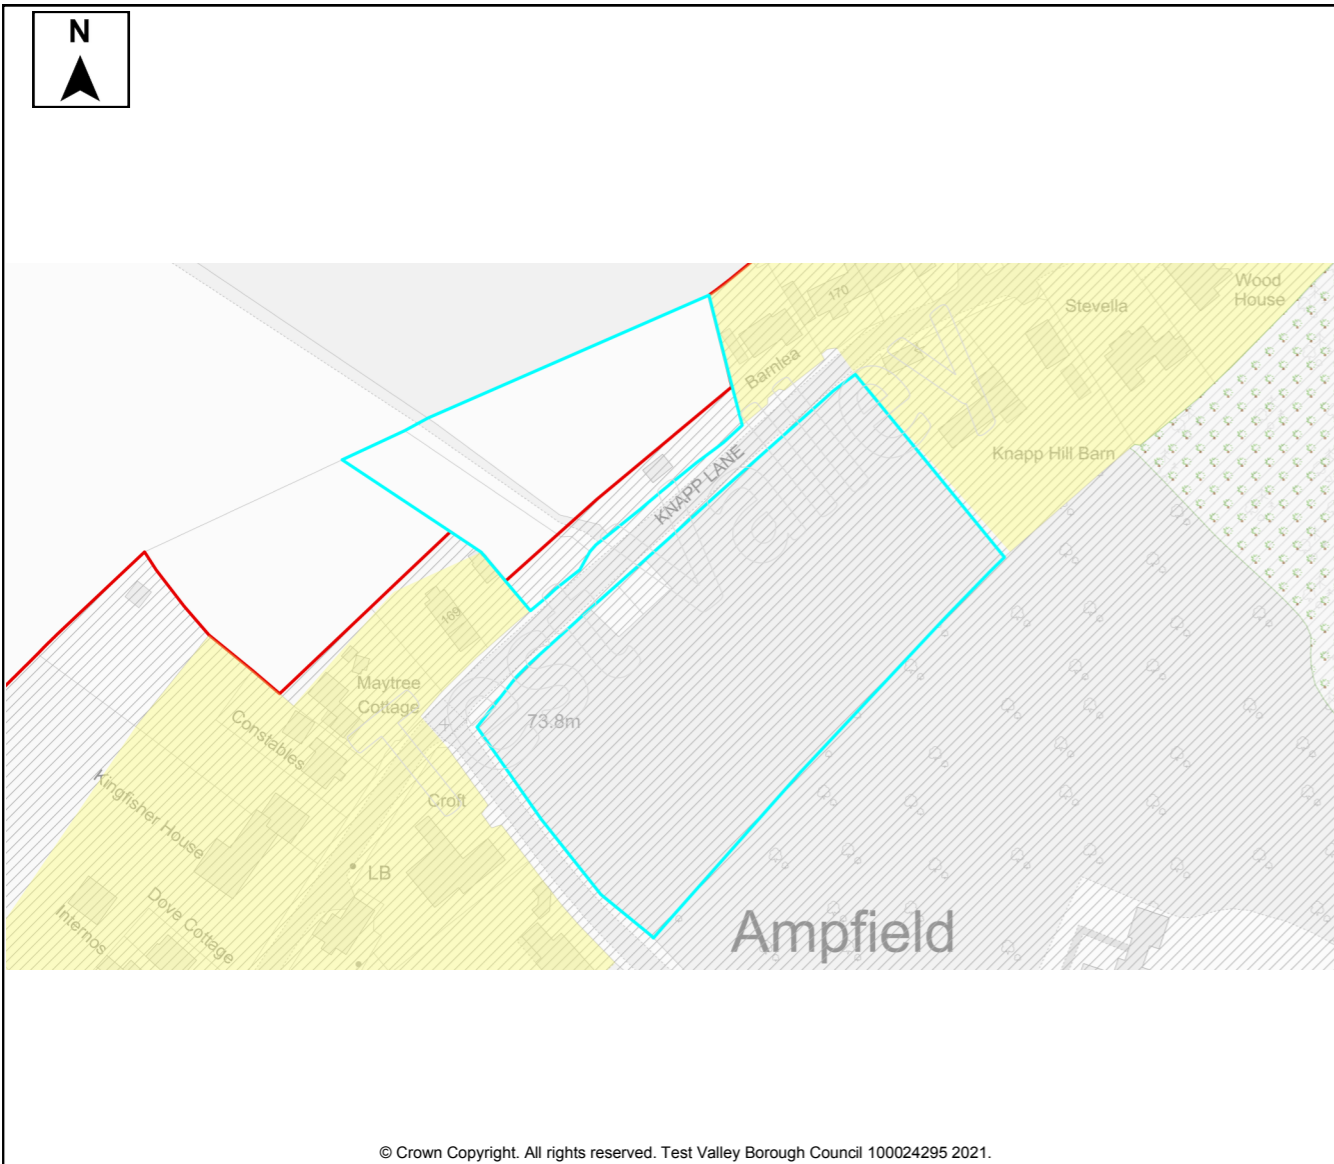 N
Wood
House
170
Stevella
Barnlea
Knapp Hill Barn
KNAPP LANE
169
Maytree
Cottage
73.8m
Constables
Kingfisher House
Croft
LB
Dove Cottage
Internos
Ampfield
© Crown Copyright. All rights reserved. Test Valley Borough Council 100024295 2021.